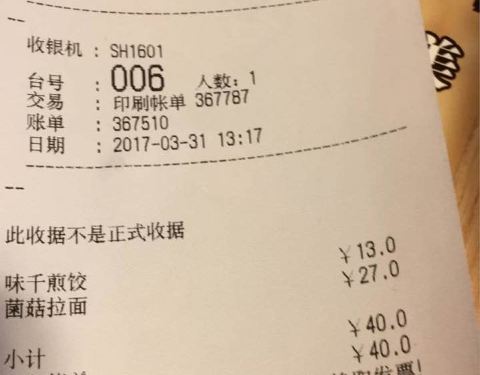 收银机 : SH1601
台号 : 006 人数: 1
交易 : 印刷帐单 367787
账单 : 367510
日期 : 2017-03-31 13:17
此收据不是正式收据
味千煎饺 ¥13.0
菌菇拉面 ¥27.0
¥40.0
小计 ¥40.0